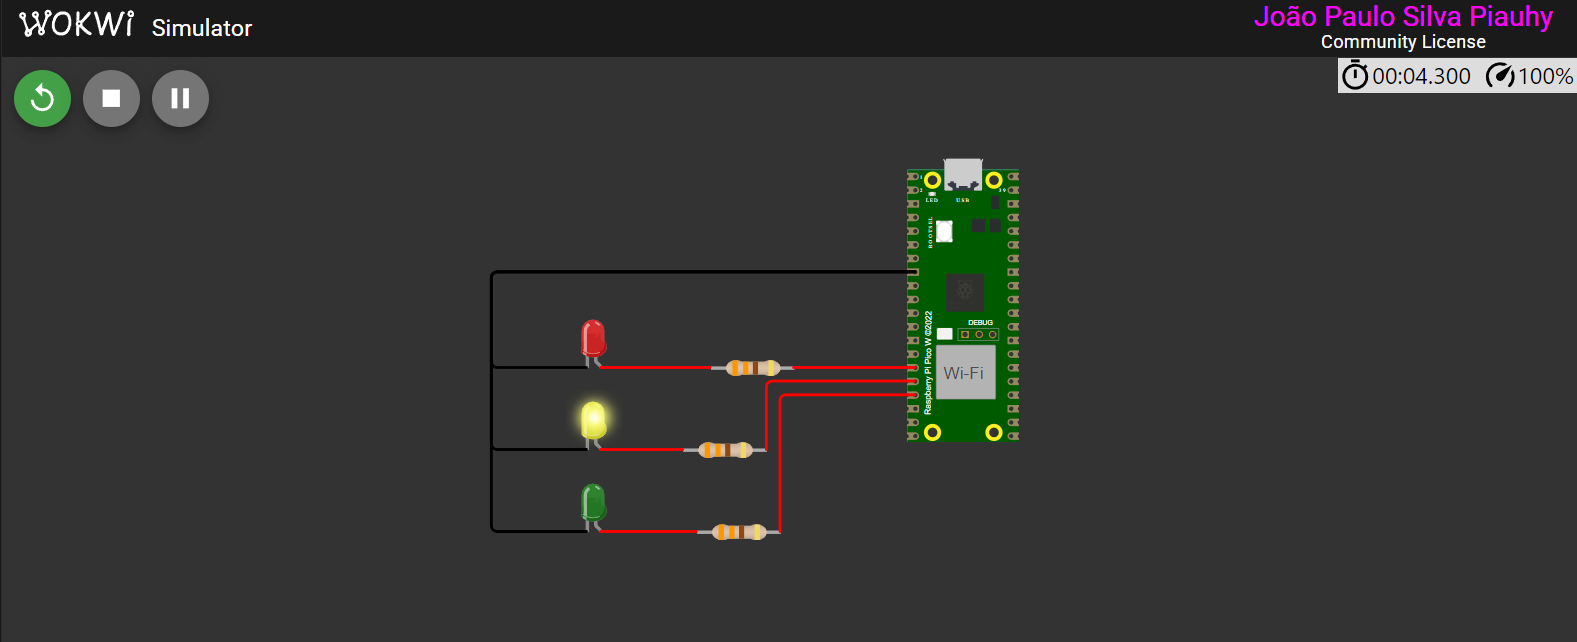 WOKWi Simulator
João Paulo Silva Piauhy
Community License
00:04.300 100%
LED USB
BOOTSEL
DEBUG
Raspberry Pi Pico W ©2022
Wi-Fi